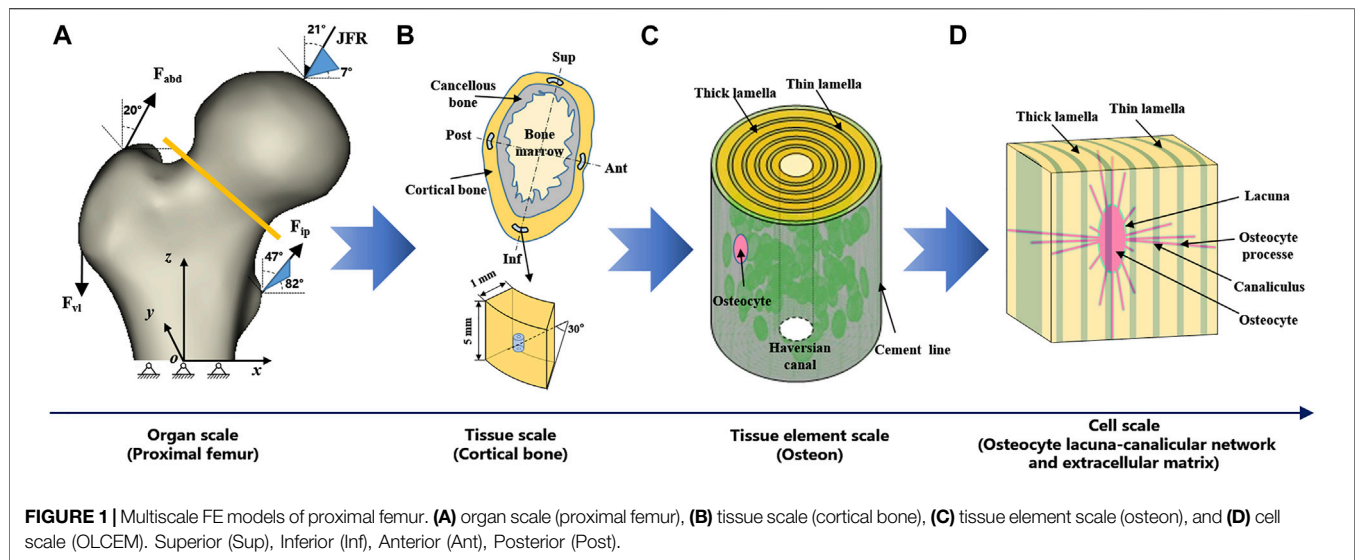 A
21°
JFR
7°
F_abd
20°
F_ip
47°
82°
F_vl
z
y
o
x
B
Sup
Cancellous
bone
Post
Bone
marrow
Ant
Cortical bone
Inf
1 mm
5 mm
30°
C
Thin lamella
Thick lamella
Osteocyte
Haversian
canal
Cement line
D
Thick lamella
Thin lamella
Lacuna
Osteocyte
processe
Canaliculus
Osteocyte
Organ scale
(Proximal femur)
Tissue scale
(Cortical bone)
Tissue element scale
(Osteon)
Cell scale
(Osteocyte lacuna-canalicular network
and extracellular matrix)
FIGURE 1 | Multiscale FE models of proximal femur. (A) organ scale (proximal femur), (B) tissue scale (cortical bone), (C) tissue element scale (osteon), and (D) cell
scale (OLCEM). Superior (Sup), Inferior (Inf), Anterior (Ant), Posterior (Post).